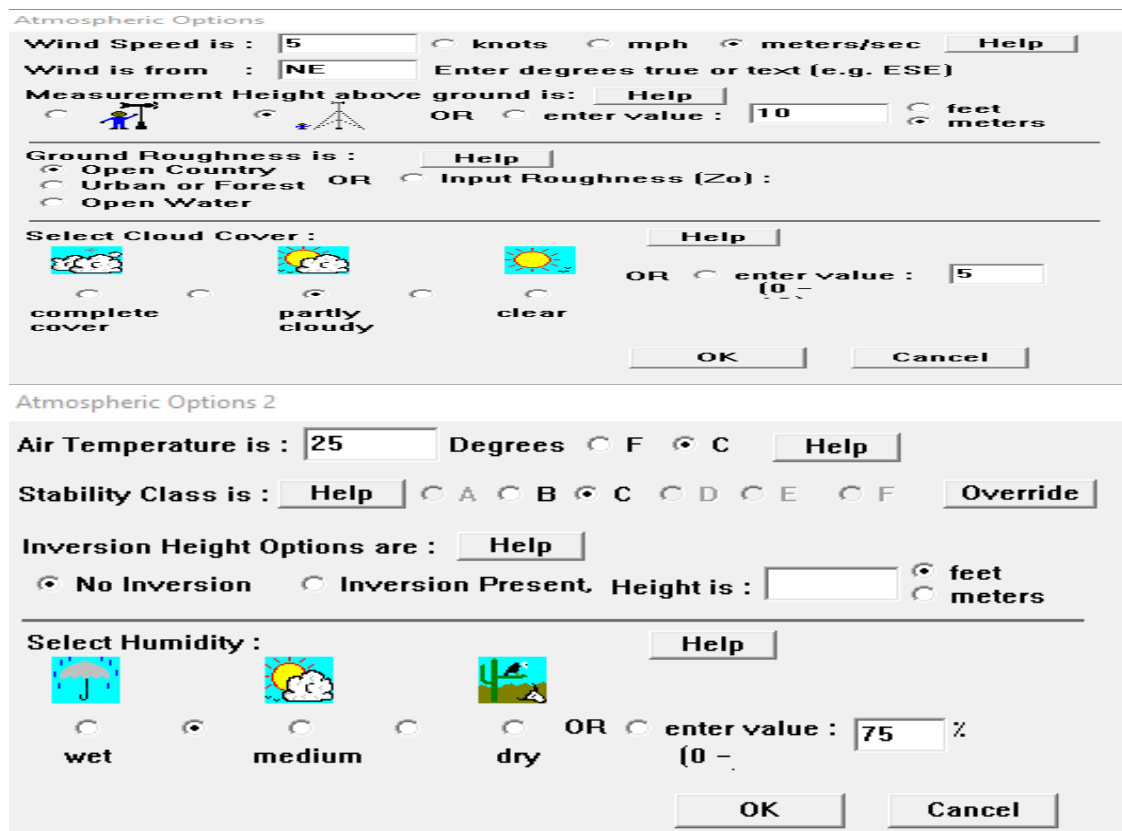 Atmospheric Options
Wind Speed is : 5 knots mph meters/sec Help
Wind is from : NE Enter degrees true or text (e.g. ESE)
Measurement Height above ground is: Help
OR enter value : 10 feet
meters
Ground Roughness is : Help
Open Country
Urban or Forest OR Input Roughness (Zo) :
Open Water
Select Cloud Cover : Help
OR enter value : 5
(0 –
complete partly clear
cover cloudy
OK Cancel
Atmospheric Options 2
Air Temperature is : 25 Degrees F C Help
Stability Class is : Help A B C D E F Override
Inversion Height Options are : Help
No Inversion Inversion Present, Height is : feet
meters
Select Humidity : Help
OR enter value : 75 %
wet medium dry (0 –
OK Cancel